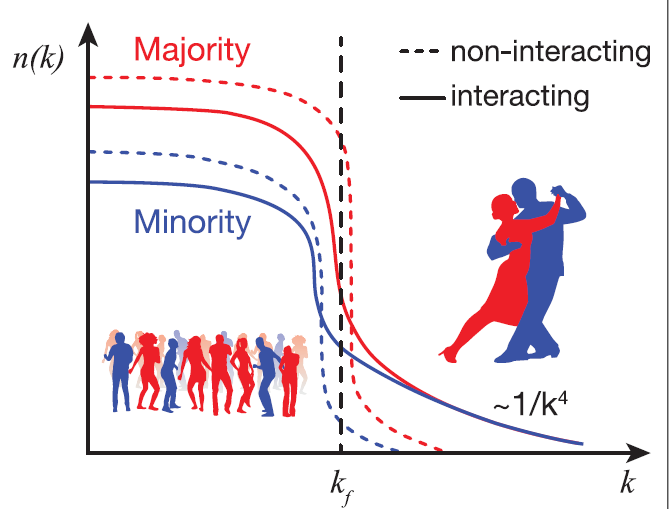 n(k)
Majority
non-interacting
interacting
Minority
~1/k⁴
k_f
k